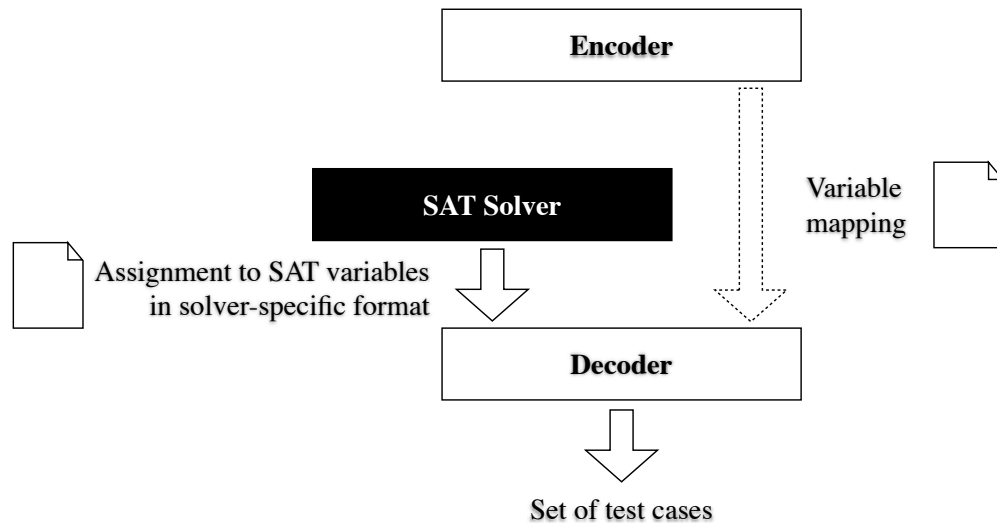 Encoder
SAT Solver
Variable
mapping
Assignment to SAT variables
in solver-specific format
Decoder
Set of test cases